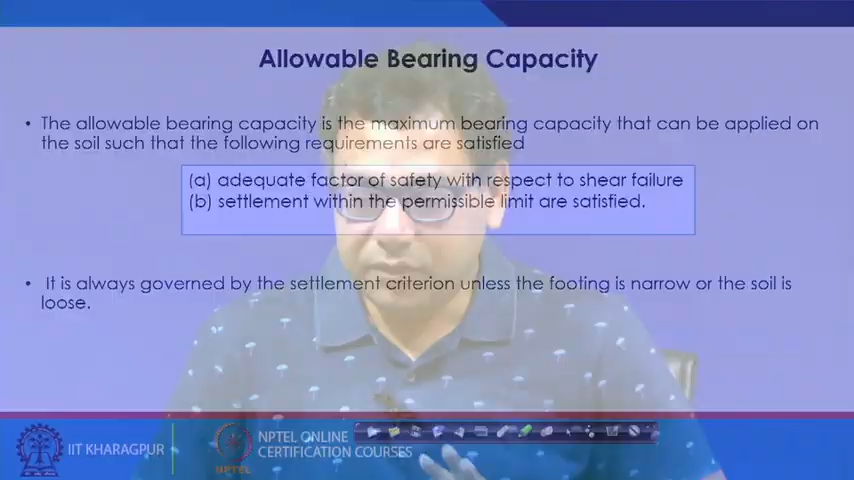 Allowable Bearing Capacity
• The allowable bearing capacity is the maximum bearing capacity that can be applied on
the soil such that the following requirements are satisfied
(a) adequate factor of safety with respect to shear failure
(b) settlement within the permissible limit are satisfied.
• It is always governed by the settlement criterion unless the footing is narrow or the soil is
loose.
IIT KHARAGPUR
NPTEL
NPTEL ONLINE
CERTIFICATION COURSES